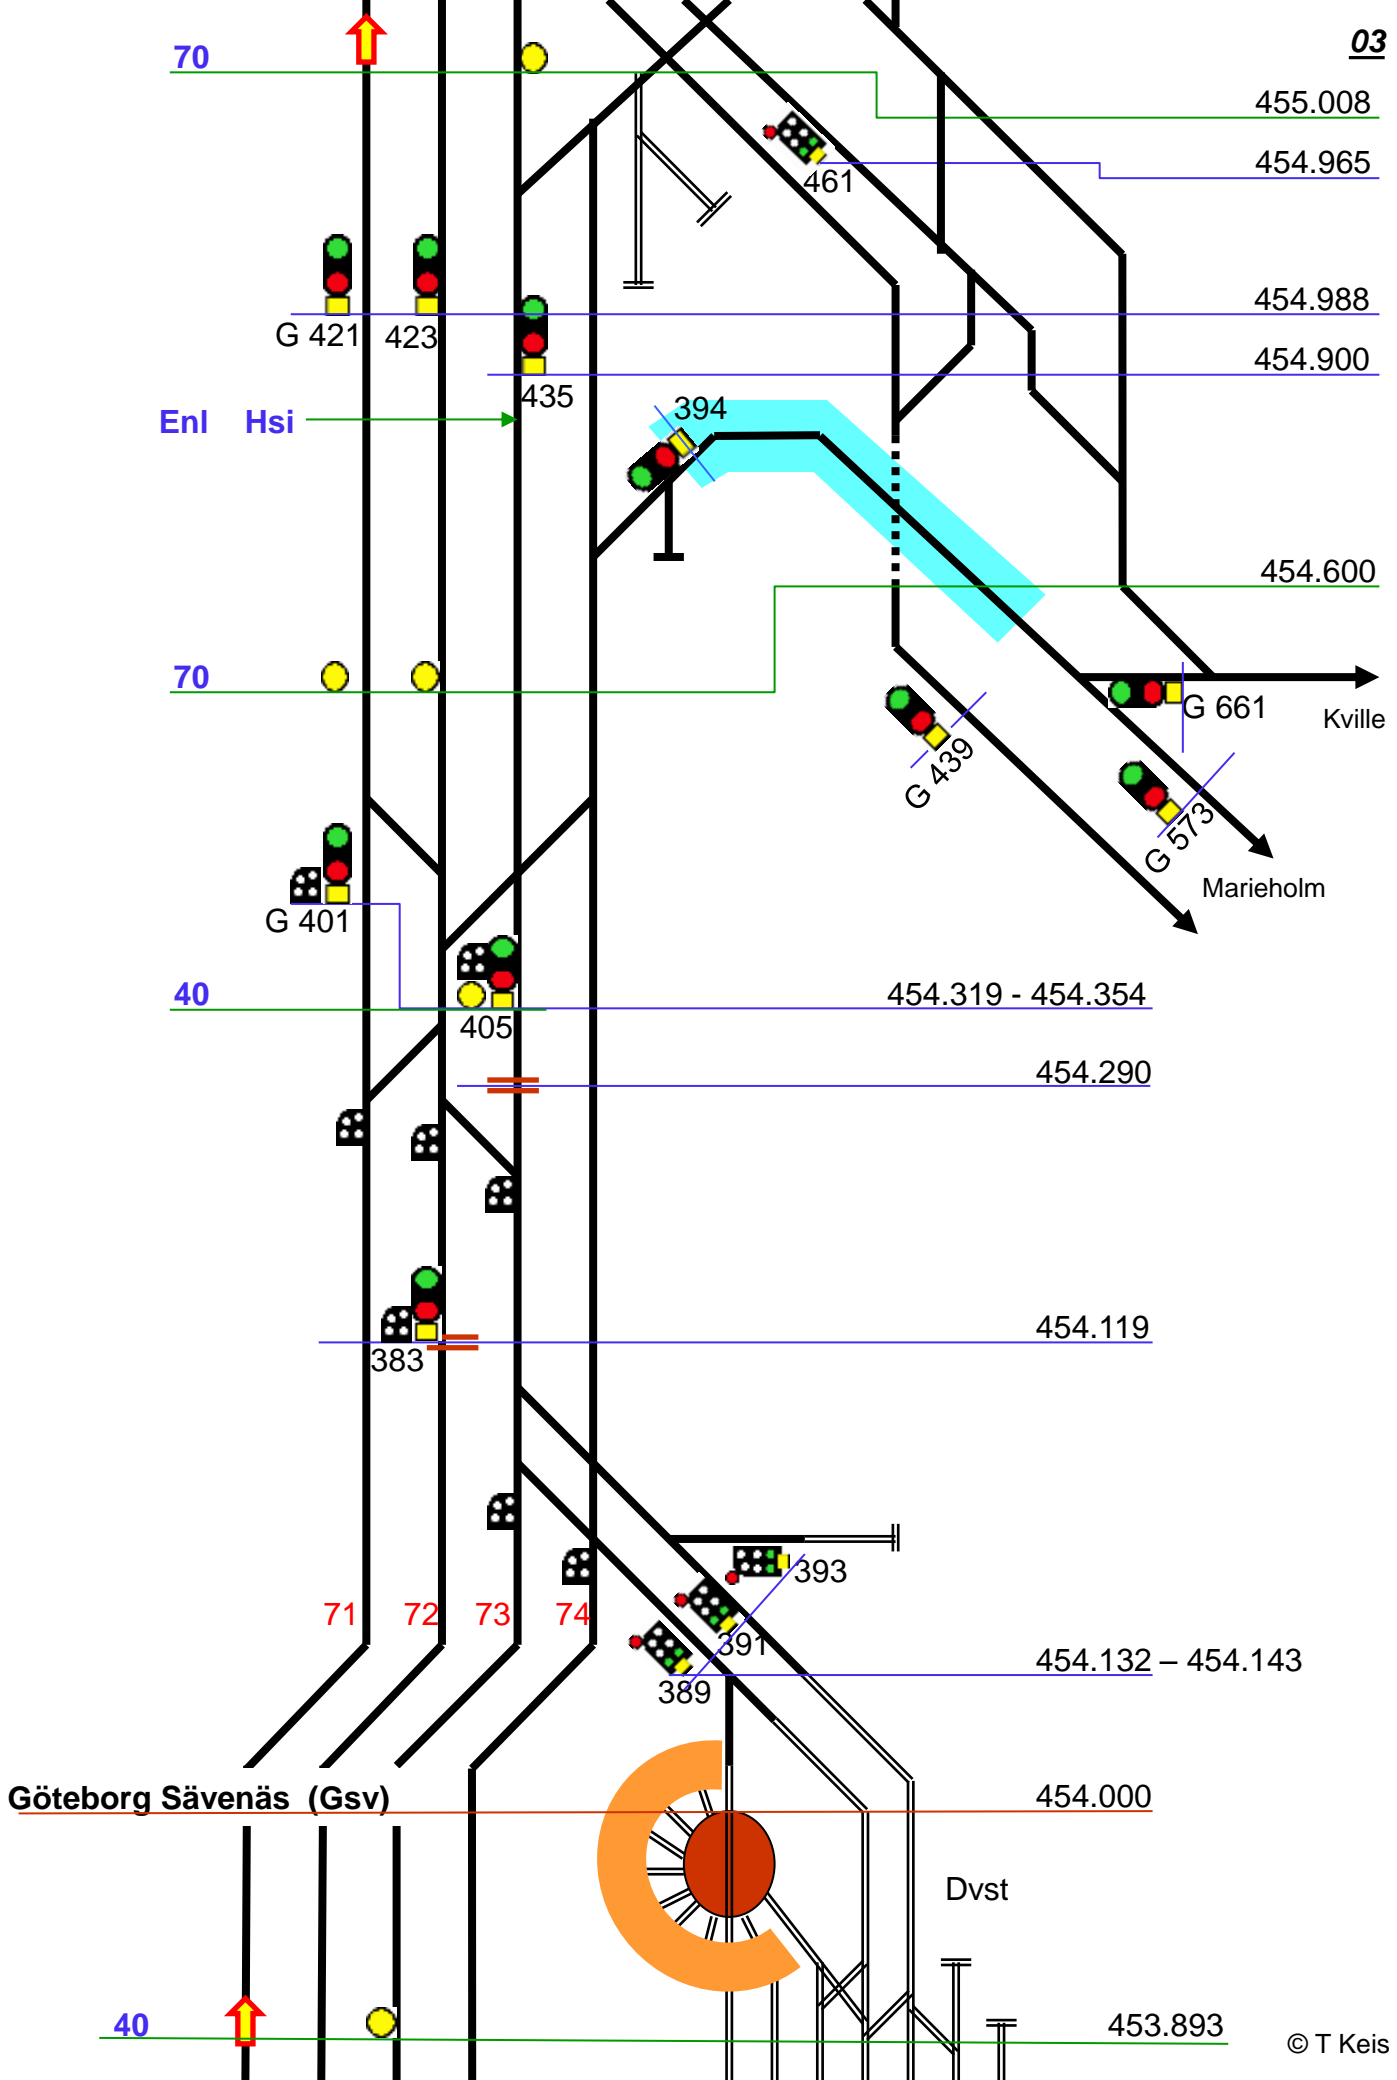 03
70
455.008
454.965
461
454.988
G 421
423
454.900
435
394
Enl Hsi
454.600
70
G 661
Kville
G 439
G 573
Marieholm
G 401
40
454.319 - 454.354
405
454.290
454.119
383
393
71
72
73
74
391
454.132 – 454.143
389
Göteborg Sävenäs (Gsv)
454.000
Dvst
40
453.893
© T Keis